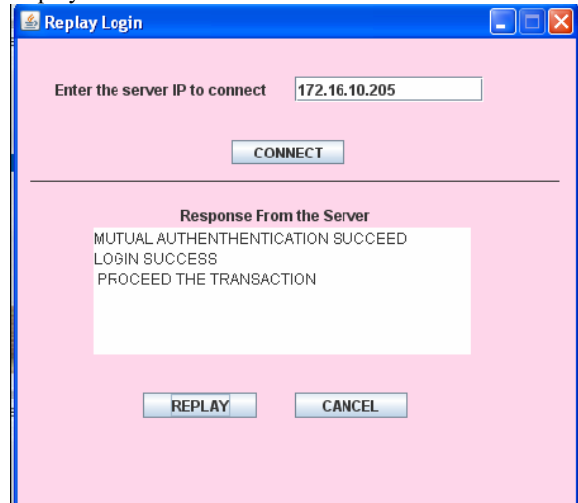 Replay Login
Enter the server IP to connect 172.16.10.205
CONNECT
Response From the Server
MUTUAL AUTHENTHENTICATION SUCCEED
LOGIN SUCCESS
PROCEED THE TRANSACTION
REPLAY CANCEL